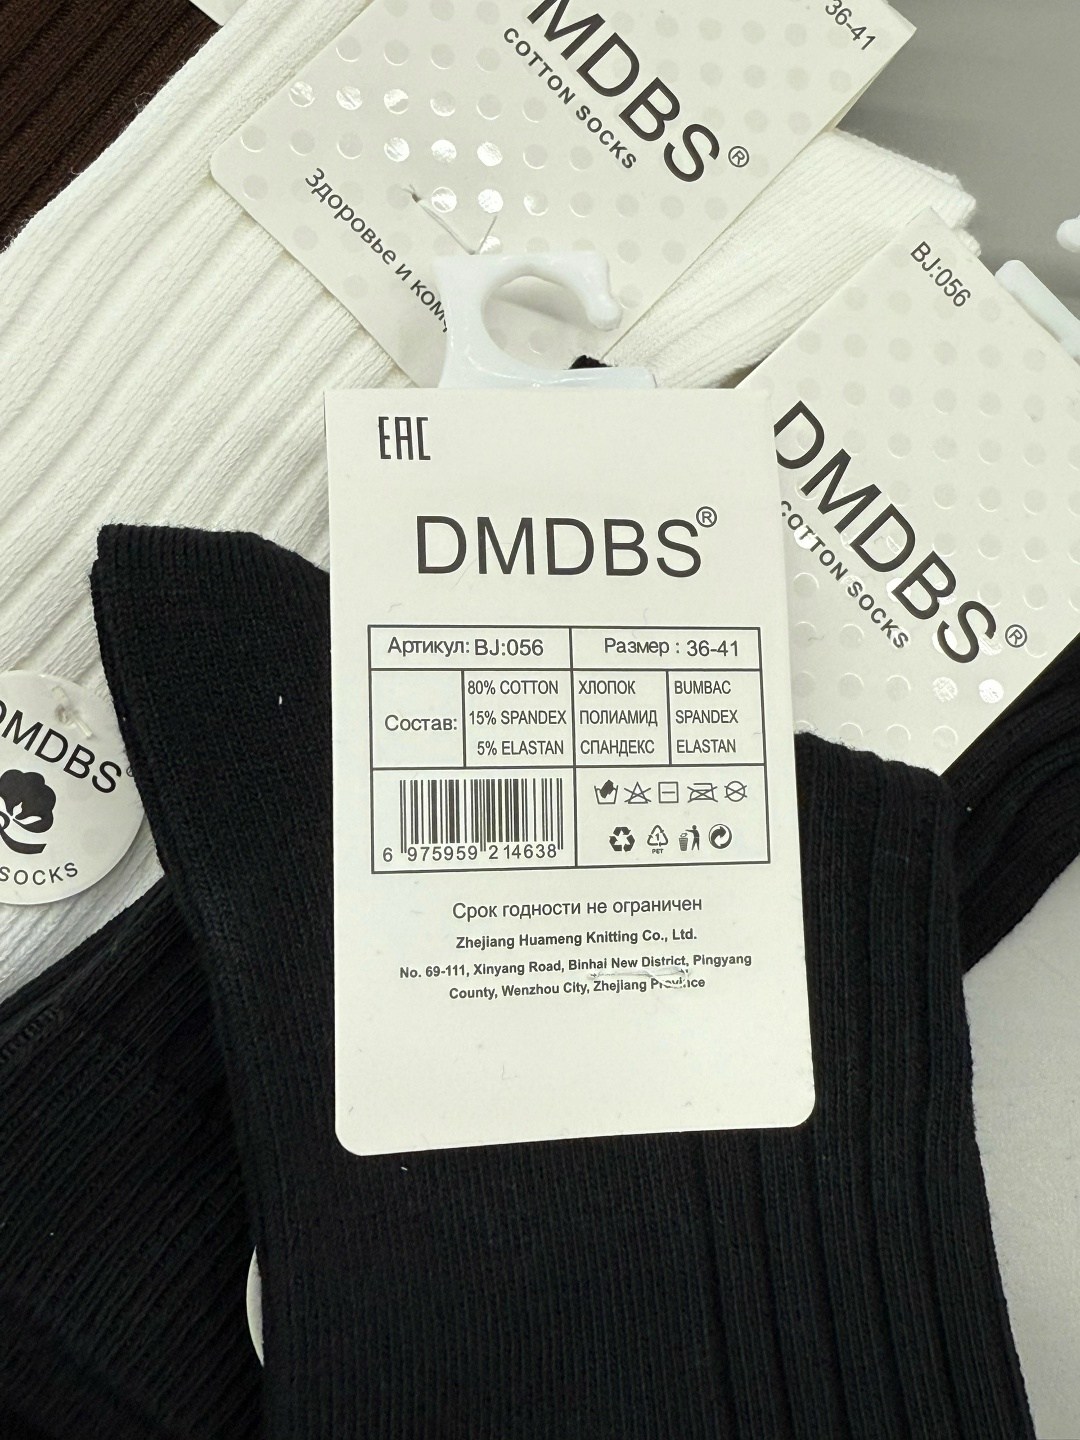 36-41
MDBS®
COTTON SOCKS
Здоровье и
BJ:056
DMDBS®
COTTON SOCKS
EAC
DMDBS®
Артикул: BJ:056 Размер : 36-41
Состав:
80% COTTON ХЛОПОК BUMBAC
15% SPANDEX ПОЛИАМИД SPANDEX
5% ELASTAN СПАНДЕКС ELASTAN
6 975959 214638
1
PET
Срок годности не ограничен
Zhejiang Huameng Knitting Co., Ltd.
No. 69-111, Xinyang Road, Binhai New District, Pingyang
County, Wenzhou City, Zhejiang Province
DMDBS
SOCKS